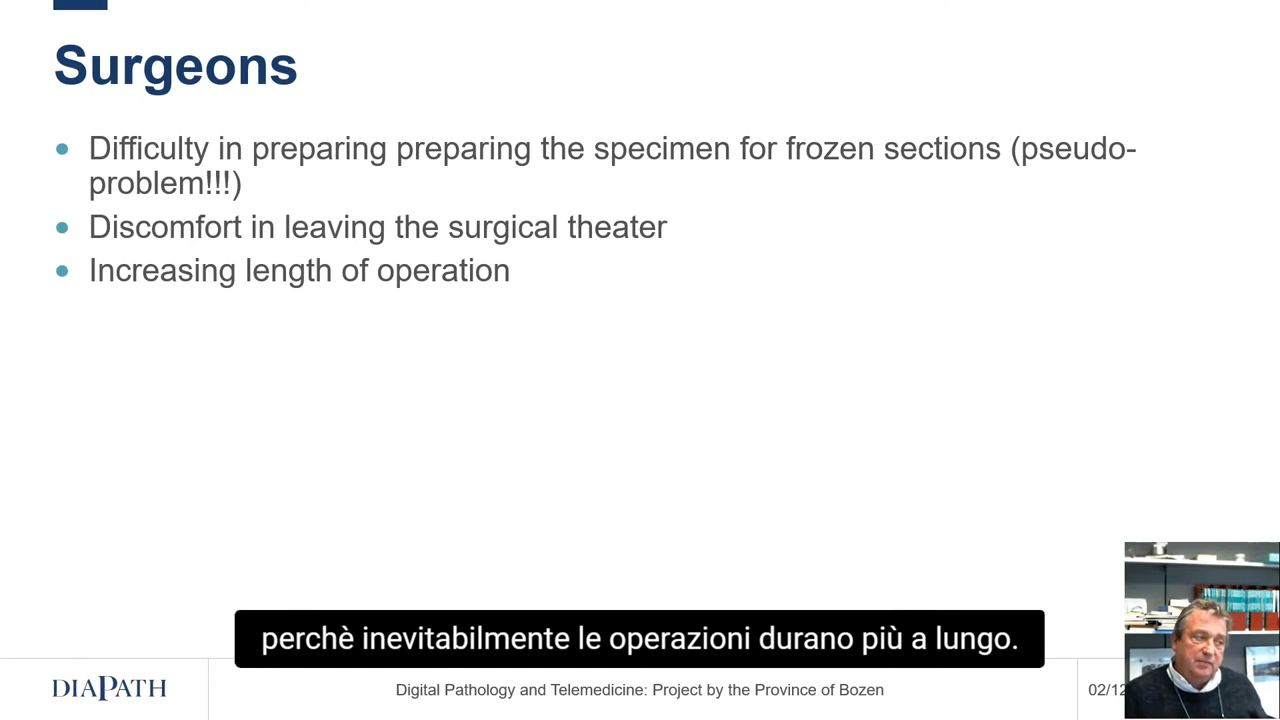 Surgeons
• Difficulty in preparing preparing the specimen for frozen sections (pseudo-
problem!!!)
• Discomfort in leaving the surgical theater
• Increasing length of operation
perchè inevitabilmente le operazioni durano più a lungo.
DIAPATH
Digital Pathology and Telemedicine: Project by the Province of Bozen
02/12